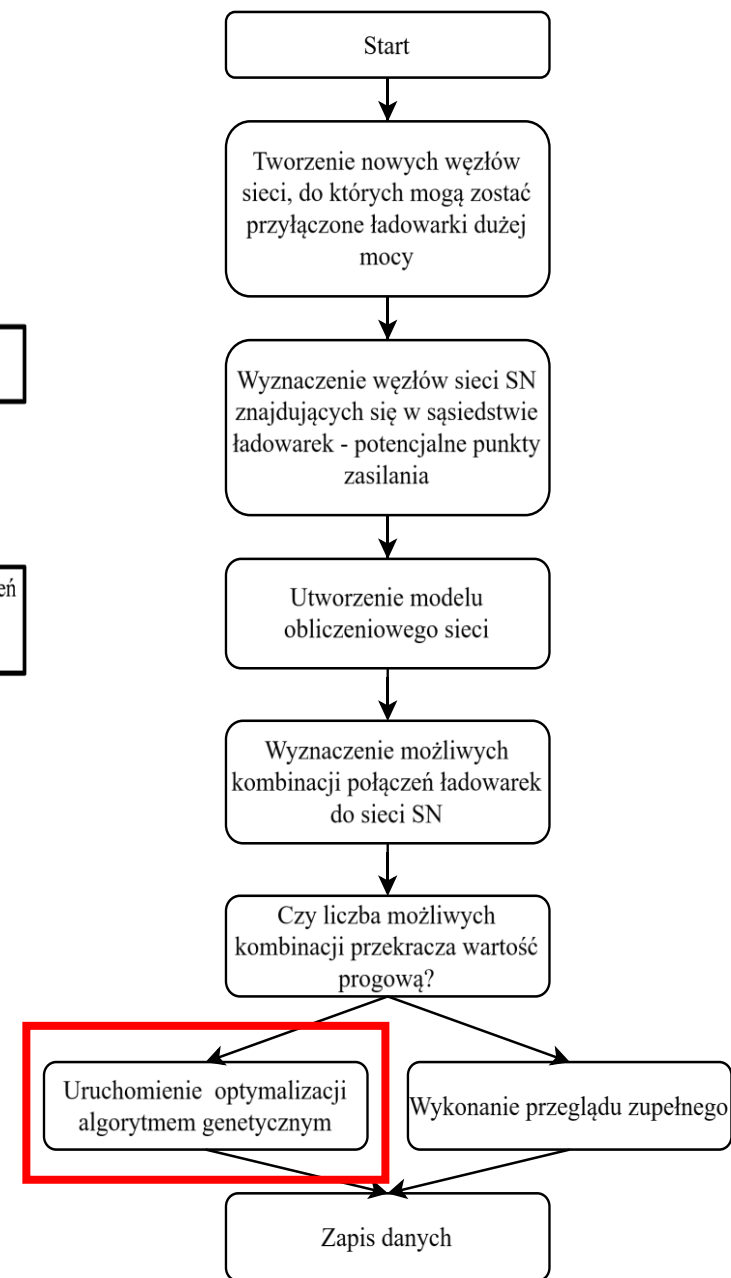 Start
Tworzenie nowych węzłów
sieci, do których mogą zostać
przyłączone ładowarki dużej
mocy
Wyznaczenie węzłów sieci SN
znajdujących się w sąsiedstwie
ładowarek - potencjalne punkty
zasilania
Utworzenie modelu
obliczeniowego sieci
Wyznaczenie możliwych
kombinacji połączeń ładowarek
do sieci SN
Czy liczba możliwych
kombinacji przekracza wartość
progową?
Uruchomienie optymalizacji
algorytmem genetycznym
Wykonanie przeglądu zupełnego
Zapis danych